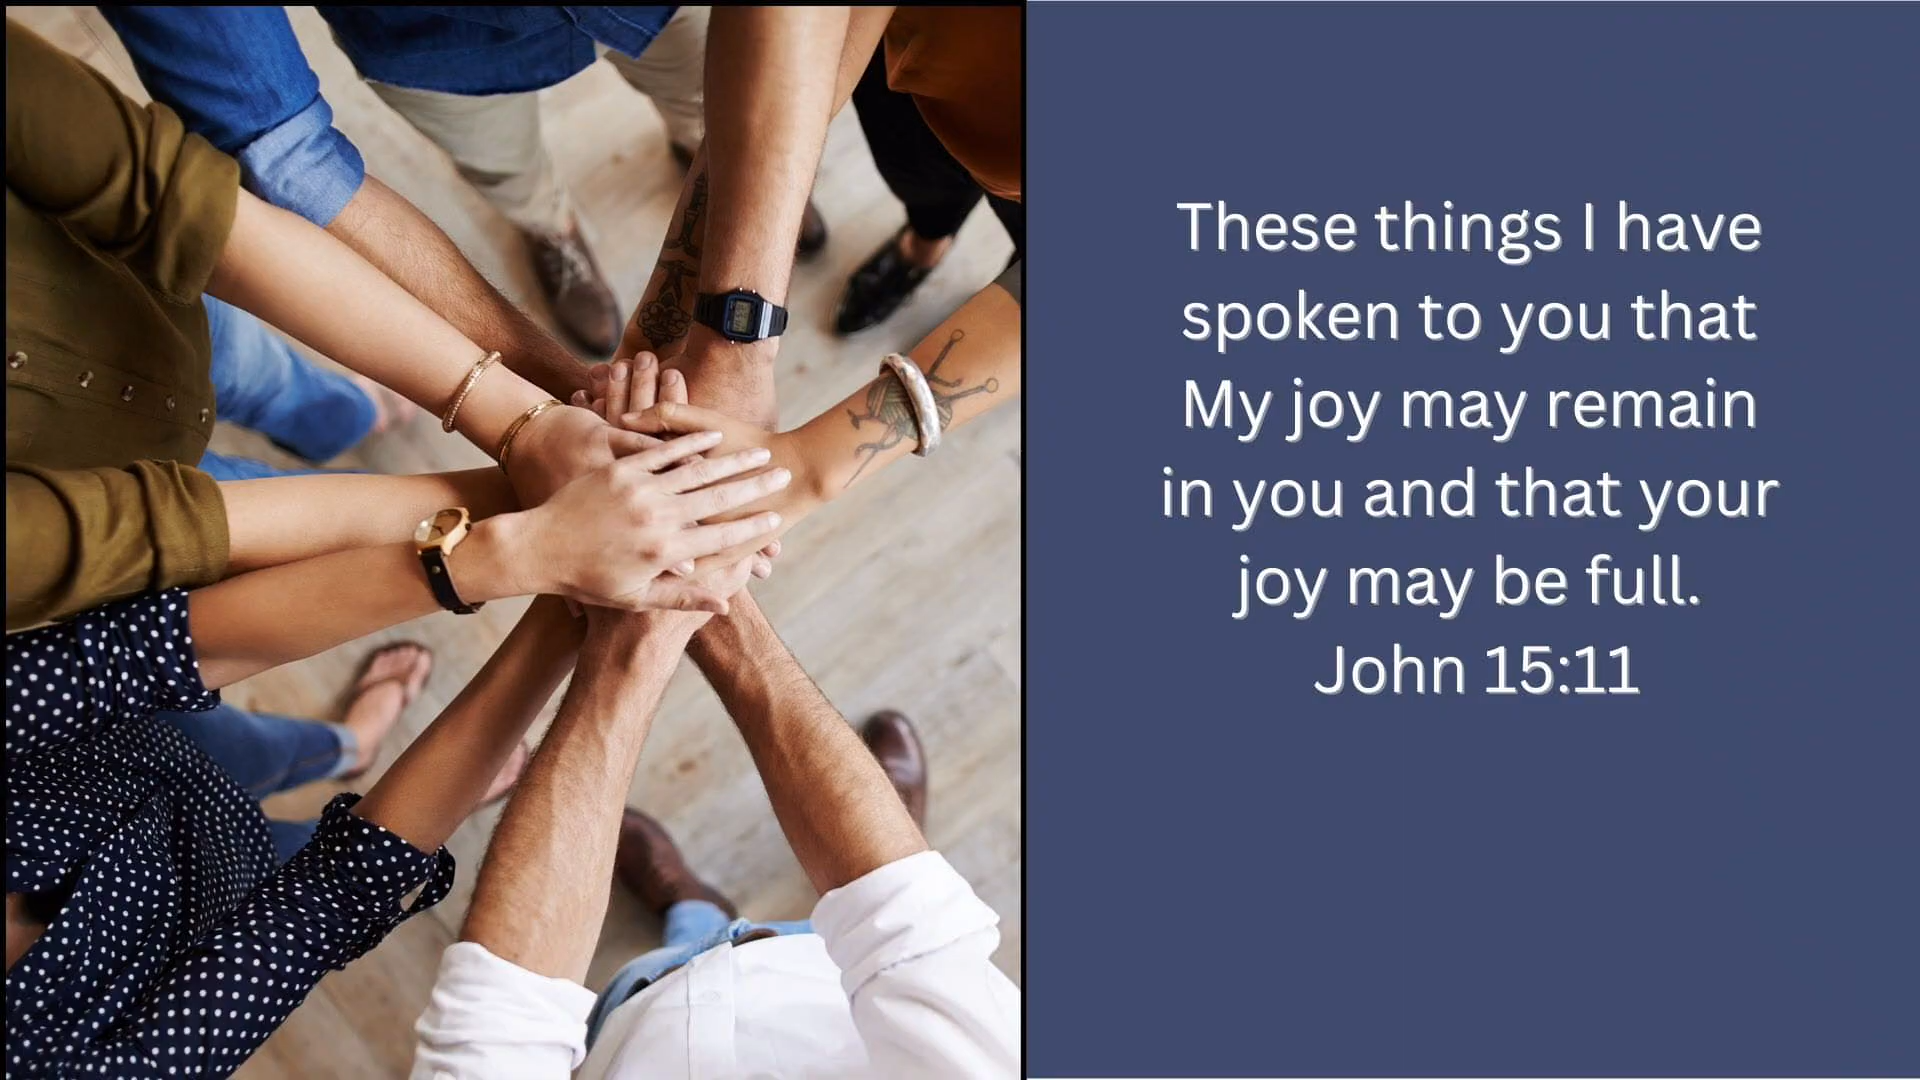 These things I have
spoken to you that
My joy may remain
in you and that your
joy may be full.
John 15:11